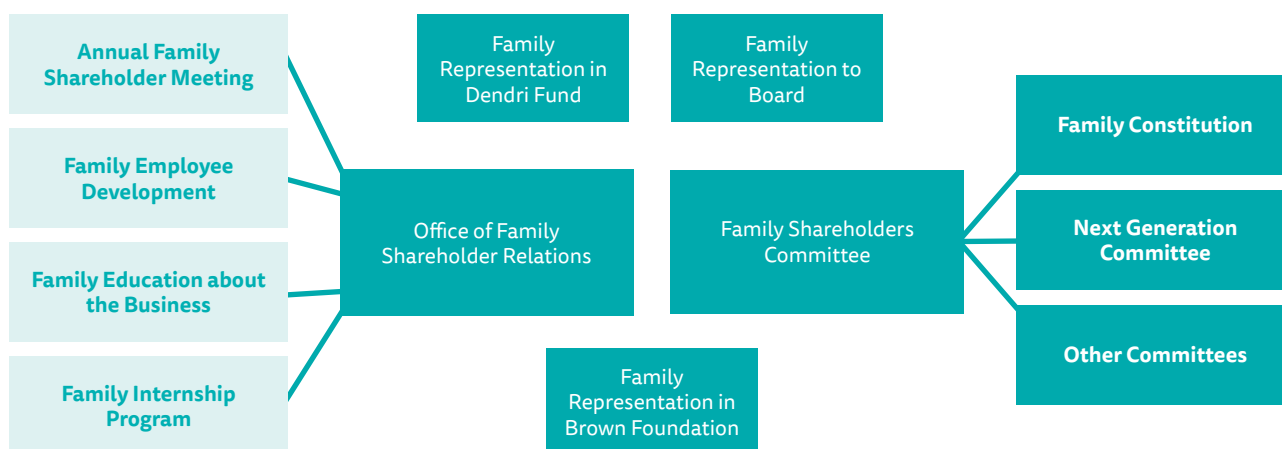 Annual Family
Shareholder Meeting
Family Employee
Development
Family Education about
the Business
Family Internship
Program
Family
Representation in
Dendri Fund
Family
Representation to
Board
Office of Family
Shareholder Relations
Family Shareholders
Committee
Family
Representation in
Brown Foundation
Family Constitution
Next Generation
Committee
Other Committees